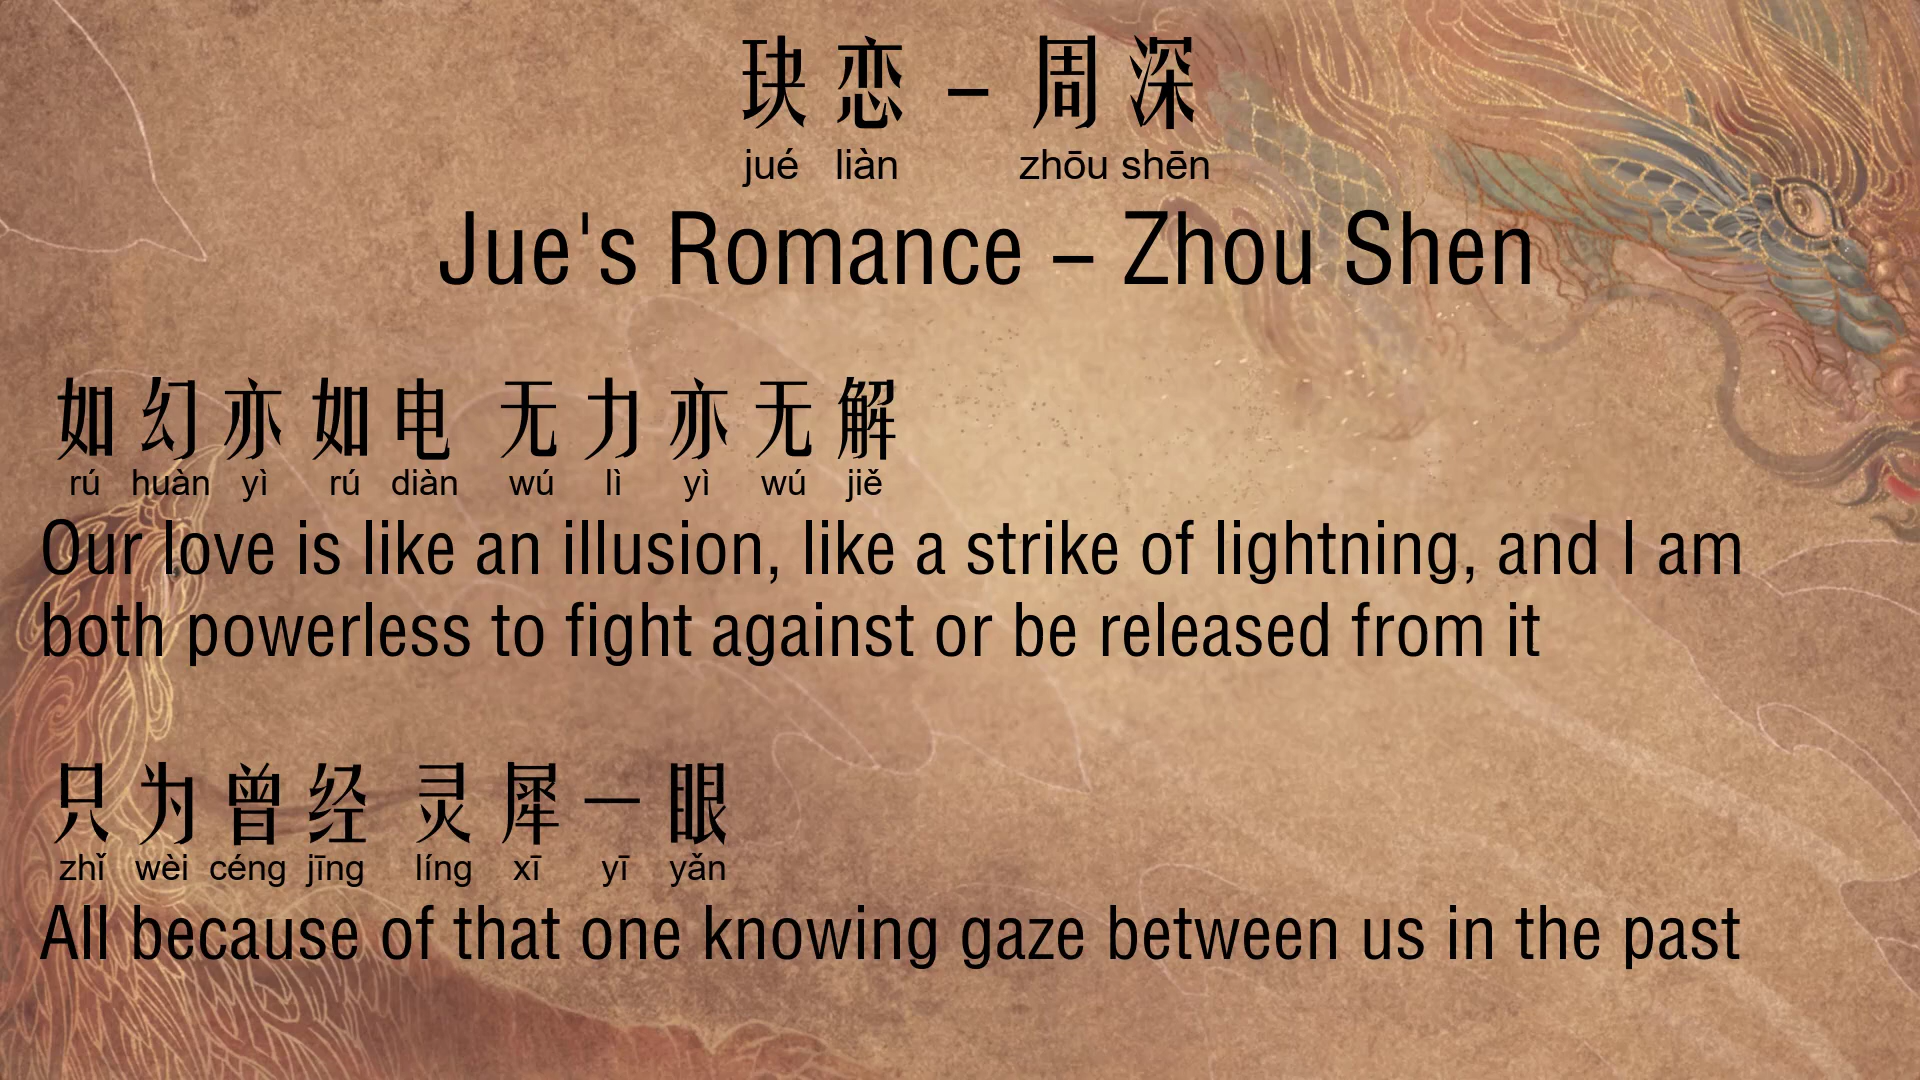 玦恋 – 周深
jué liàn zhōu shēn
Jue's Romance – Zhou Shen
如幻亦如电 无力亦无解
rú huàn yì rú diàn wú lì yì wú jiě
Our love is like an illusion, like a strike of lightning, and I am
both powerless to fight against or be released from it
只为曾经 灵犀一眼
zhǐ wèi céng jīng líng xī yī yǎn
All because of that one knowing gaze between us in the past